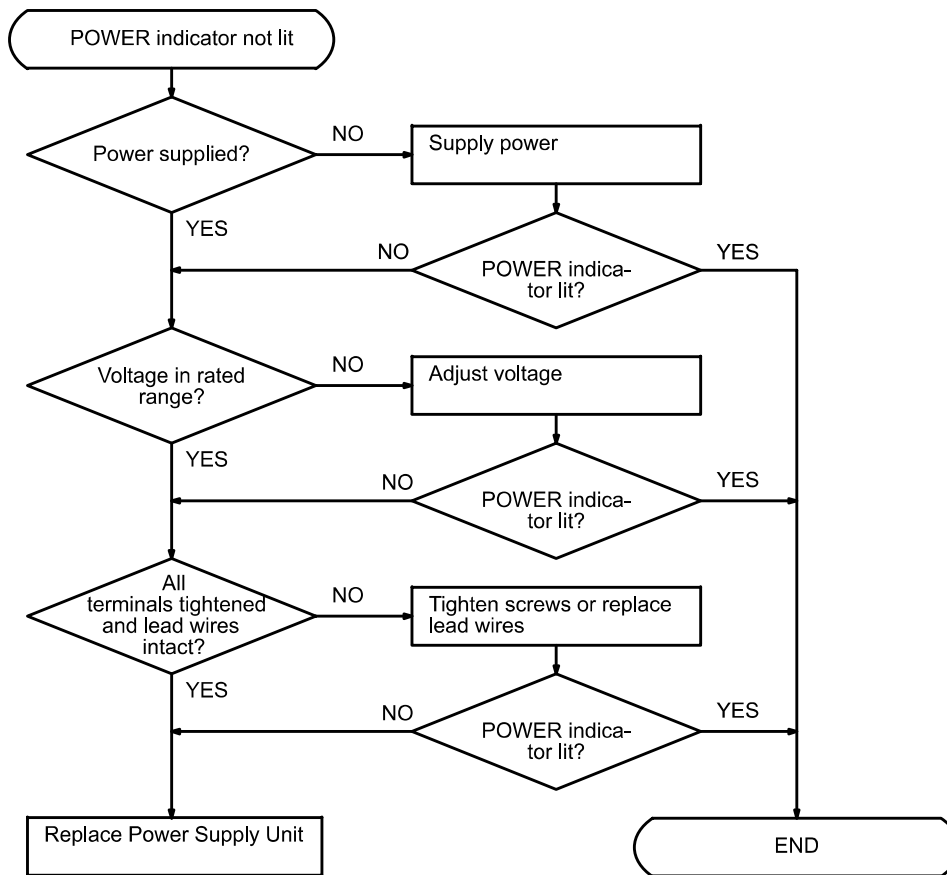 POWER indicator not lit
Power supplied?
NO
Supply power
YES
NO
POWER indica-
tor lit?
YES
Voltage in rated
range?
NO
Adjust voltage
YES
NO
POWER indica-
tor lit?
YES
All
terminals tightened
and lead wires
intact?
NO
Tighten screws or replace
lead wires
YES
NO
POWER indica-
tor lit?
YES
Replace Power Supply Unit
END